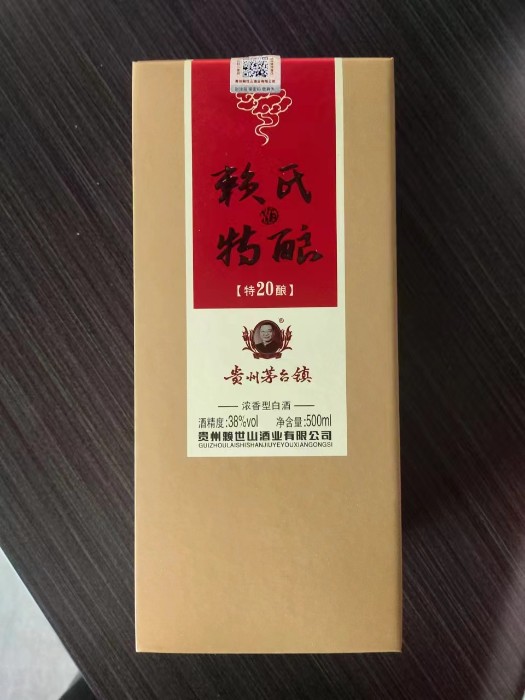 赖氏
特酿
【特20酿】
®
贵州茅台镇
浓香型白酒
酒精度:38%vol 净含量:500ml
贵州赖世山酒业有限公司
GUIZHOULAISHISHANJIUYEYOUXIANGONGSI